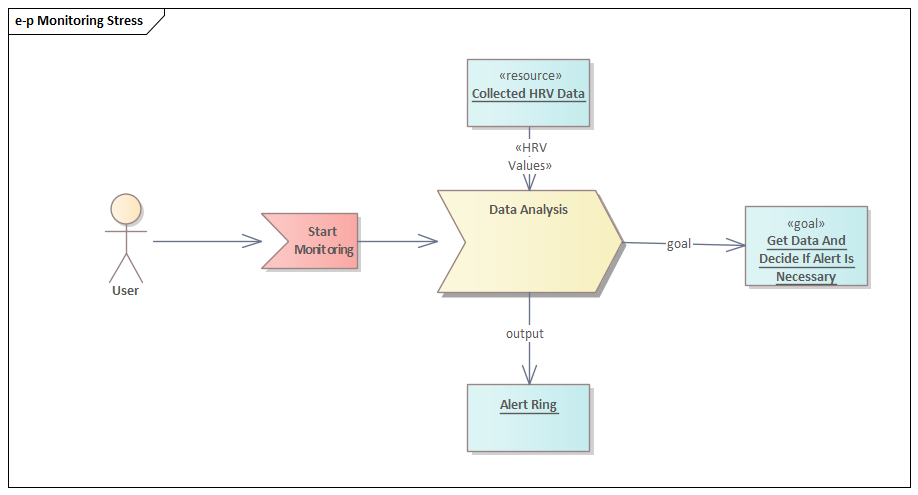 e-p Monitoring Stress
«resource»
Collected HRV Data
«HRV
Values»
Data Analysis
Start
Monitoring
User
goal
«goal»
Get Data And
Decide If Alert Is
Necessary
output
Alert Ring